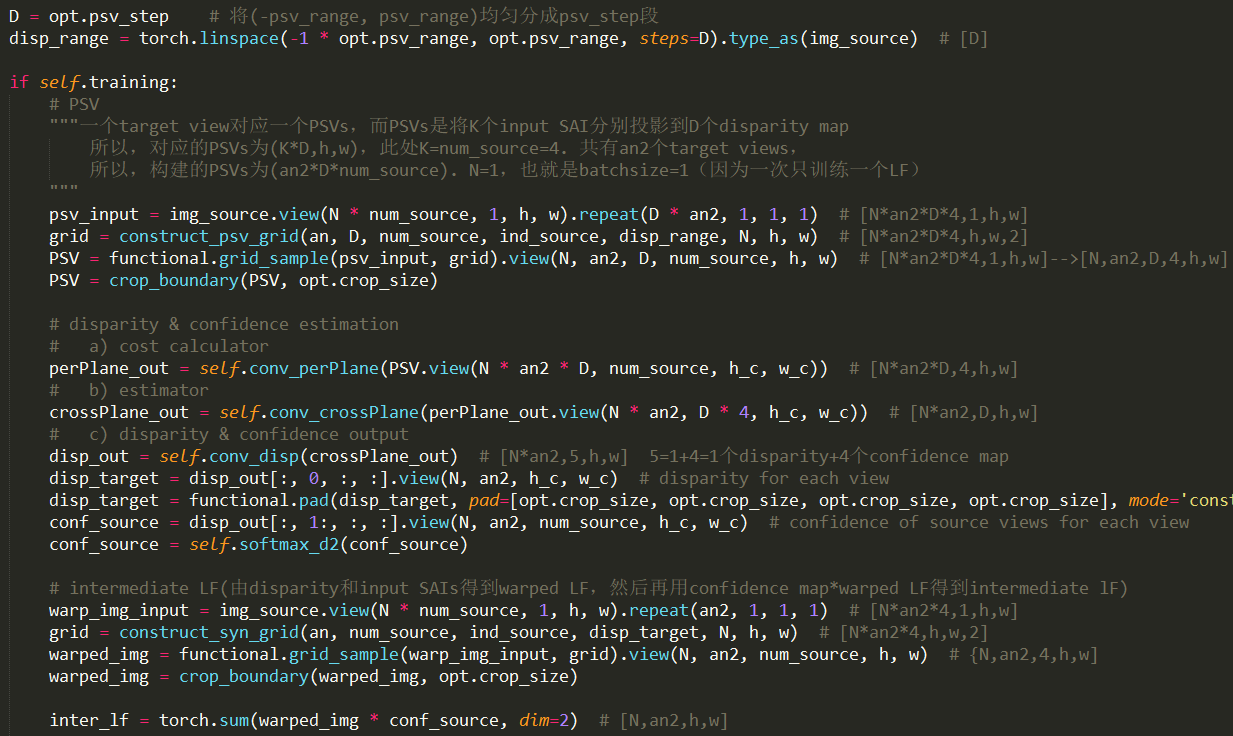 D = opt.psv_step    # 将(-psv_range, psv_range)均匀分成psv_step段
disp_range = torch.linspace(-1 * opt.psv_range, opt.psv_range, steps=D).type_as(img_source)  # [D]
if self.training:
    # PSV
    """一个target view对应一个PSVs，而PSVs是将K个input SAI分别投影到D个disparity map
        所以，对应的PSVs为(K*D,h,w)，此处K=num_source=4．共有an2个target views，
        所以，构建的PSVs为(an2*D*num_source)．N=1，也就是batchsize=1（因为一次只训练一个LF）
    """
    psv_input = img_source.view(N * num_source, 1, h, w).repeat(D * an2, 1, 1, 1)  # [N*an2*D*4,1,h,w]
    grid = construct_psv_grid(an, D, num_source, ind_source, disp_range, N, h, w)  # [N*an2*D*4,h,w,2]
    PSV = functional.grid_sample(psv_input, grid).view(N, an2, D, num_source, h, w)  # [N*an2*D*4,1,h,w]-->[N,an2,D,4,h,w]
    PSV = crop_boundary(PSV, opt.crop_size)
    # disparity & confidence estimation
    #   a) cost calculator
    perPlane_out = self.conv_perPlane(PSV.view(N * an2 * D, num_source, h_c, w_c))  # [N*an2*D,4,h,w]
    #   b) estimator
    crossPlane_out = self.conv_crossPlane(perPlane_out.view(N * an2, D * 4, h_c, w_c))  # [N*an2,D,h,w]
    #   c) disparity & confidence output
    disp_out = self.conv_disp(crossPlane_out)  # [N*an2,5,h,w]  5=1+4=1个disparity+4个confidence map
    disp_target = disp_out[:, 0, :, :].view(N, an2, h_c, w_c)  # disparity for each view
    disp_target = functional.pad(disp_target, pad=[opt.crop_size, opt.crop_size, opt.crop_size, opt.crop_size], mode='const
    conf_source = disp_out[:, 1:, :, :].view(N, an2, num_source, h_c, w_c)  # confidence of source views for each view
    conf_source = self.softmax_d2(conf_source)
    # intermediate LF(由disparity和input SAIs得到warped LF，然后再用confidence map*warped LF得到intermediate lF)
    warp_img_input = img_source.view(N * num_source, 1, h, w).repeat(an2, 1, 1, 1)  # [N*an2*4,1,h,w]
    grid = construct_syn_grid(an, num_source, ind_source, disp_target, N, h, w)  # [N*an2*4,h,w,2]
    warped_img = functional.grid_sample(warp_img_input, grid).view(N, an2, num_source, h, w)  # {N,an2,4,h,w]
    warped_img = crop_boundary(warped_img, opt.crop_size)
    inter_lf = torch.sum(warped_img * conf_source, dim=2)  # [N,an2,h,w]